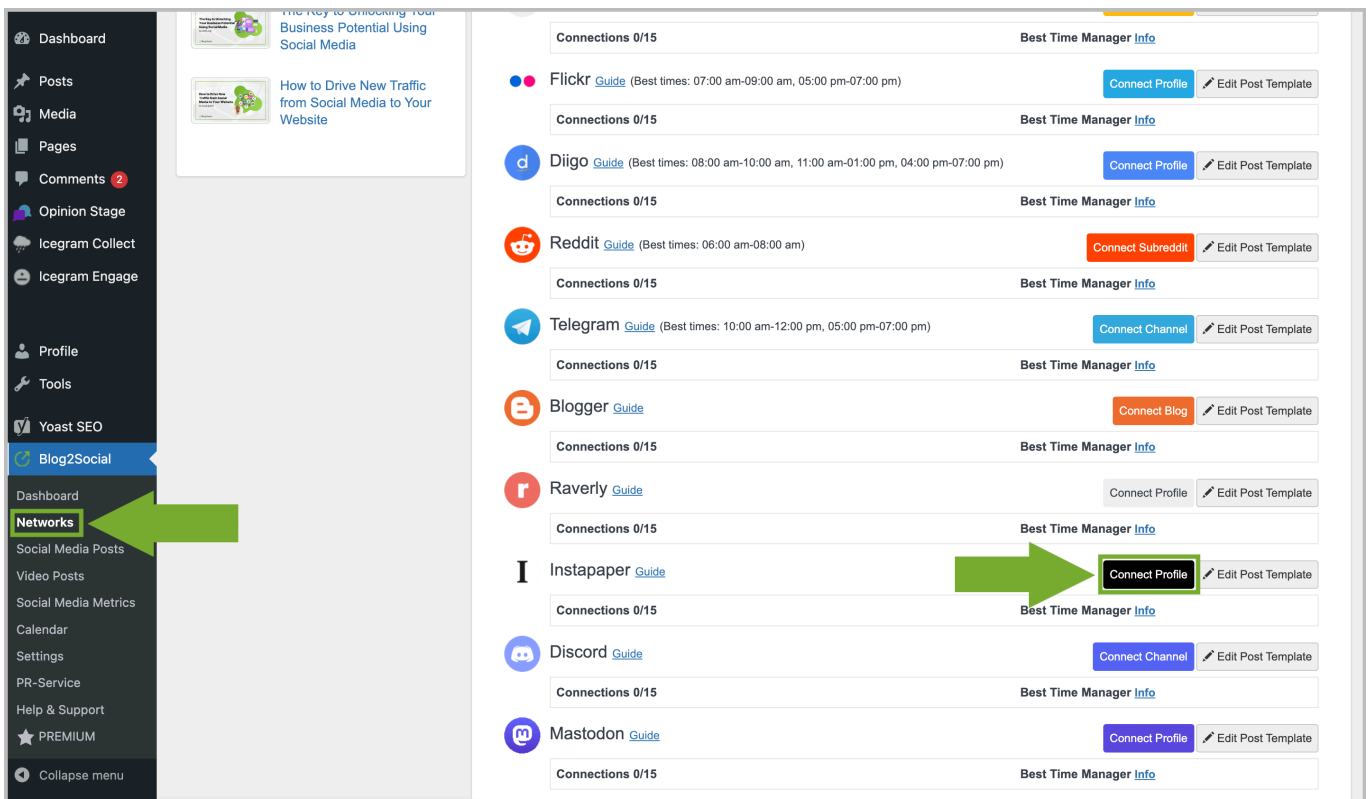 Dashboard
Posts
Media
Pages
Comments 2
Opinion Stage
Icegram Collect
Icegram Engage
Profile
Tools
Yoast SEO
Blog2Social
Dashboard
Networks
Social Media Posts
Video Posts
Social Media Metrics
Calendar
Settings
PR-Service
Help & Support
PREMIUM
Collapse menu
The Key to Unlocking Your
Business Potential Using
Social Media
How to Drive New Traffic
from Social Media to Your
Website
Connections 0/15 Best Time Manager Info
Flickr Guide (Best times: 07:00 am-09:00 am, 05:00 pm-07:00 pm) Connect Profile Edit Post Template
Connections 0/15 Best Time Manager Info
Diigo Guide (Best times: 08:00 am-10:00 am, 11:00 am-01:00 pm, 04:00 pm-07:00 pm) Connect Profile Edit Post Template
Connections 0/15 Best Time Manager Info
Reddit Guide (Best times: 06:00 am-08:00 am) Connect Subreddit Edit Post Template
Connections 0/15 Best Time Manager Info
Telegram Guide (Best times: 10:00 am-12:00 pm, 05:00 pm-07:00 pm) Connect Channel Edit Post Template
Connections 0/15 Best Time Manager Info
Blogger Guide Connect Blog Edit Post Template
Connections 0/15 Best Time Manager Info
Raverly Guide Connect Profile Edit Post Template
Connections 0/15 Best Time Manager Info
Instapaper Guide Connect Profile Edit Post Template
Connections 0/15 Best Time Manager Info
Discord Guide Connect Channel Edit Post Template
Connections 0/15 Best Time Manager Info
Mastodon Guide Connect Profile Edit Post Template
Connections 0/15 Best Time Manager Info